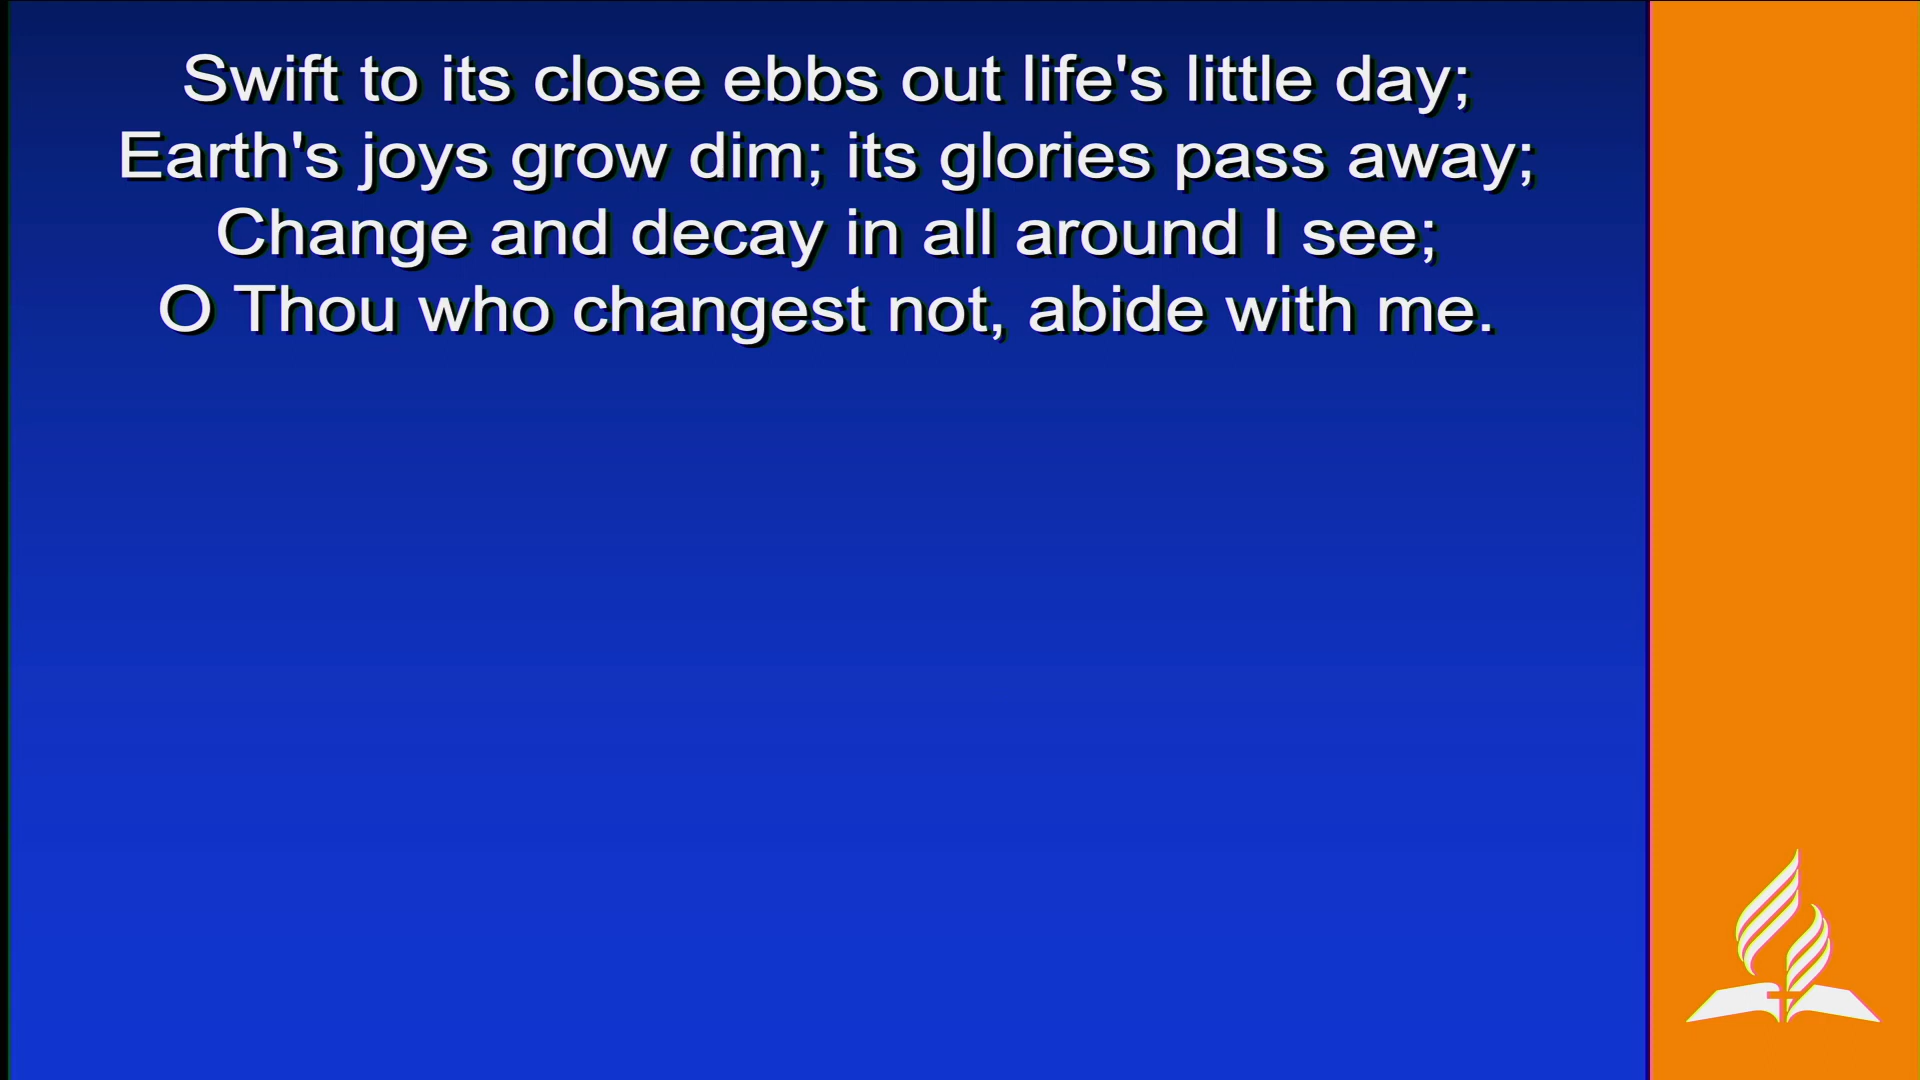 Swift to its close ebbs out life's little day;
Earth's joys grow dim; its glories pass away;
Change and decay in all around I see;
O Thou who changest not, abide with me.